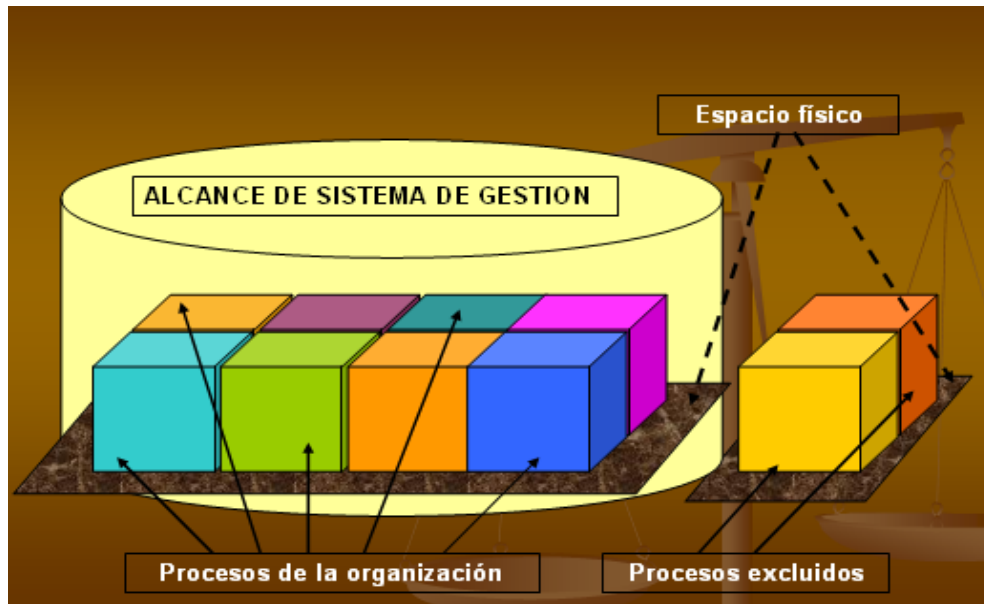 Espacio físico
ALCANCE DE SISTEMA DE GESTION
Procesos de la organización
Procesos excluidos